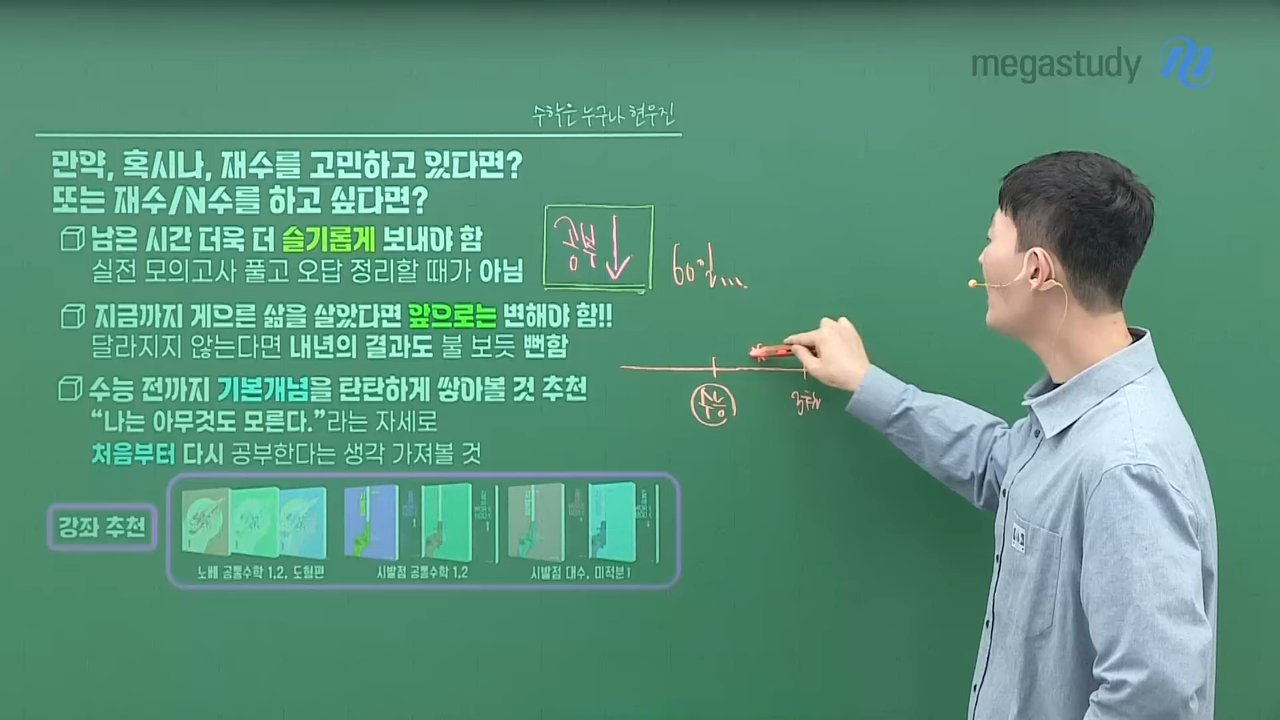 megastudy
수학은 누구나 현우진
만약, 혹시나, 재수를 고민하고 있다면?
또는 재수/N수를 하고 싶다면?
남은 시간 더욱 더 슬기롭게 보내야 함
실전 모의고사 풀고 오답 정리할 때가 아님
공부↓
60일...
지금까지 게으른 삶을 살았다면 앞으로는 변해야 함!!
달라지지 않는다면 내년의 결과도 불 보듯 뻔함
수능
수능 전까지 기본개념을 탄탄하게 쌓아볼 것 추천
“나는 아무것도 모른다.”라는 자세로
처음부터 다시 공부한다는 생각 가져볼 것
강좌 추천
노베 공통수학 1,2, 도형편
시발점 공통수학 1,2
시발점 대수, 미적분 I